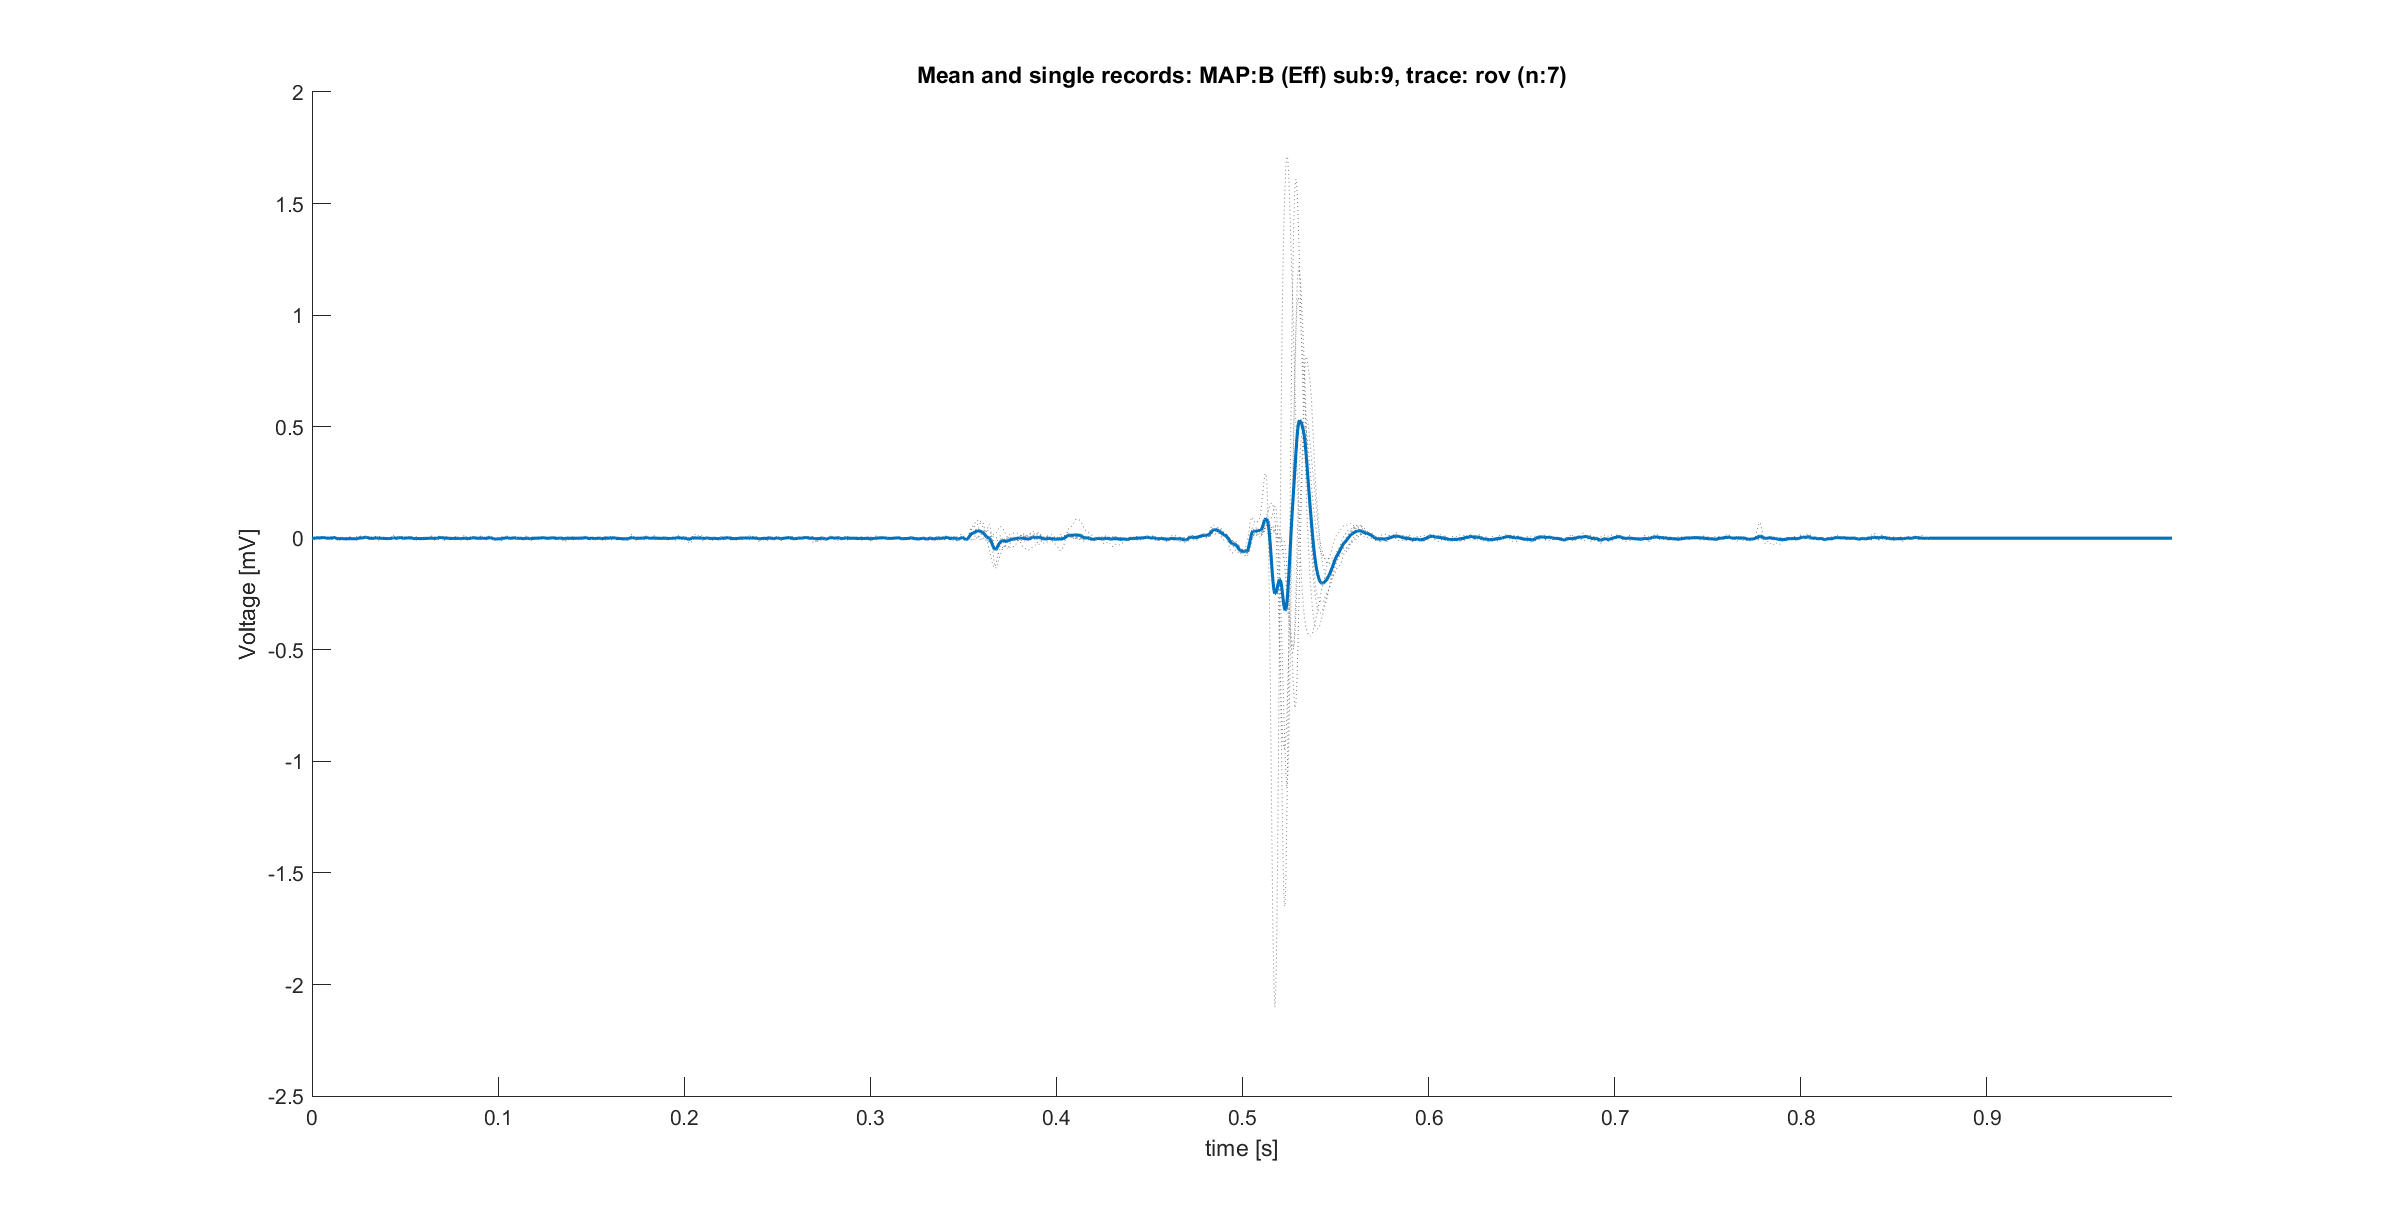 Mean and single records: MAP:B (Eff) sub:9, trace: rov (n:7)
2
1.5
1
0.5
0
-0.5
-1
-1.5
-2
-2.5
Voltage [mV]
0 0.1 0.2 0.3 0.4 0.5 0.6 0.7 0.8 0.9
time [s]